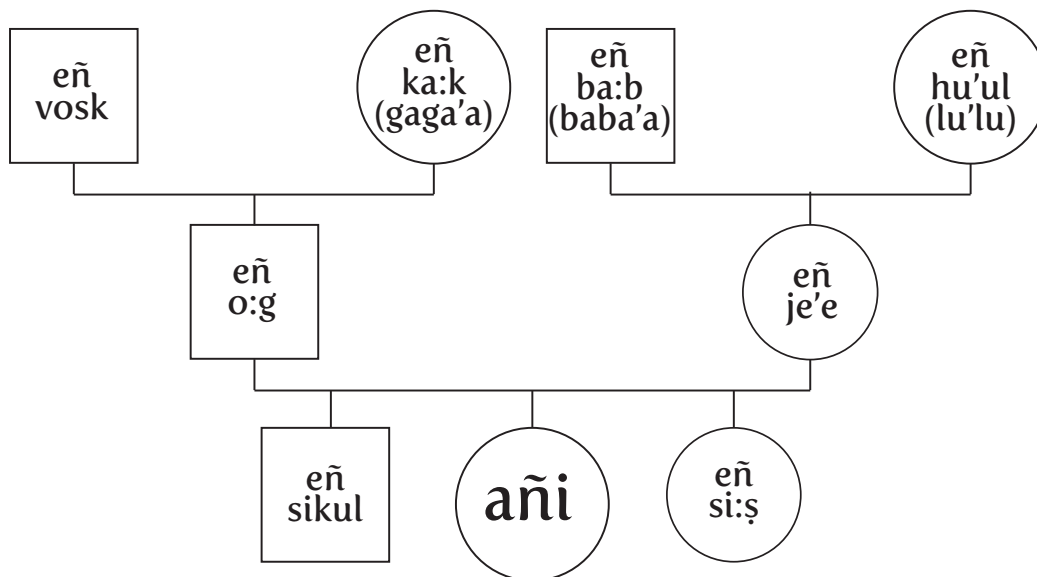 eñ
vosk
eñ
ka:k
(gaga’a)
eñ
ba:b
(baba’a)
eñ
hu’ul
(lu’lu)
eñ
o:g
eñ
je’e
eñ
sikul
añi
eñ
si:ṣ